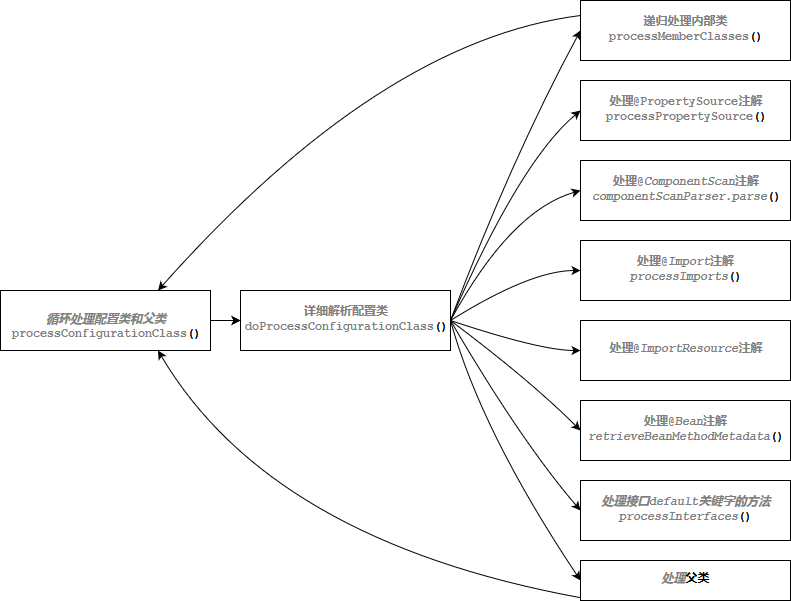 递归处理内部类
processMemberClasses()
处理@PropertySource注解
processPropertySource()
处理@ComponentScan注解
componentScanParser.parse()
处理@Import注解
processImports()
循环处理配置类和父类
processConfigurationClass()
详细解析配置类
doProcessConfigurationClass()
处理@ImportResource注解
处理@Bean注解
retrieveBeanMethodMetadata()
处理接口default关键字的方法
processInterfaces()
处理父类